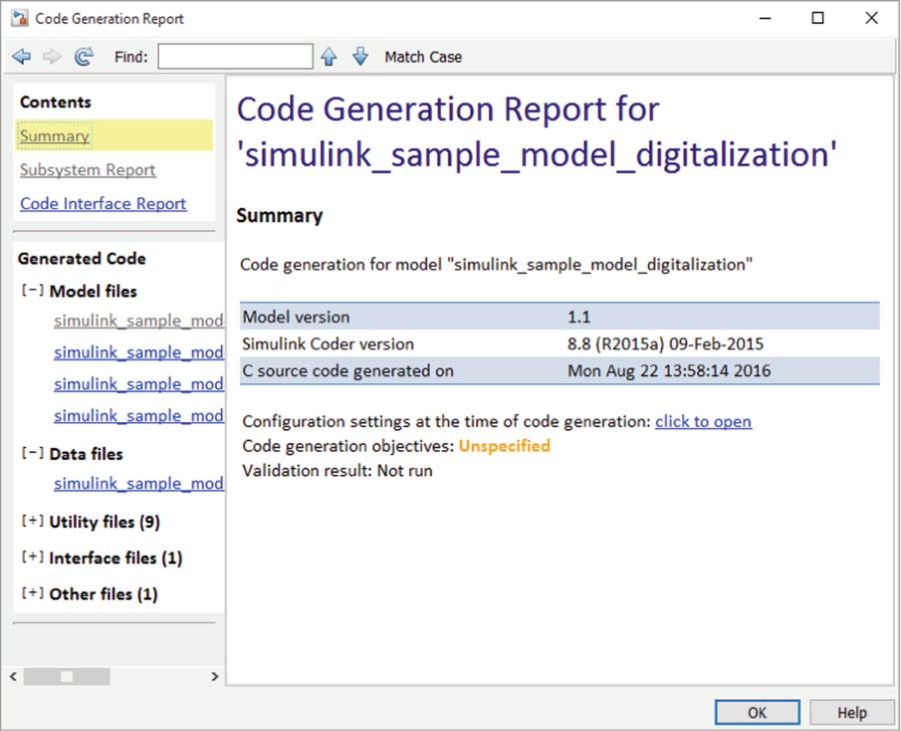 Code Generation Report
Find:
Match Case
Contents
Summary
Subsystem Report
Code Interface Report
Generated Code
[-] Model files
simulink_sample_mod
simulink_sample_mod
simulink_sample_mod
simulink_sample_mod
[-] Data files
simulink_sample_mod
[+] Utility files (9)
[+] Interface files (1)
[+] Other files (1)
Code Generation Report for
'simulink_sample_model_digitalization'
Summary
Code generation for model "simulink_sample_model_digitalization"
Model version 1.1
Simulink Coder version 8.8 (R2015a) 09-Feb-2015
C source code generated on Mon Aug 22 13:58:14 2016
Configuration settings at the time of code generation: click to open
Code generation objectives: Unspecified
Validation result: Not run
OK Help